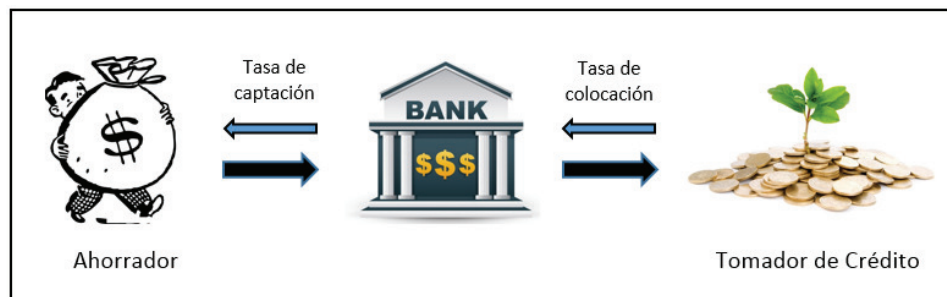 Tasa de
captación
Tasa de
colocación
$
BANK
$$$
Ahorrador
Tomador de Crédito